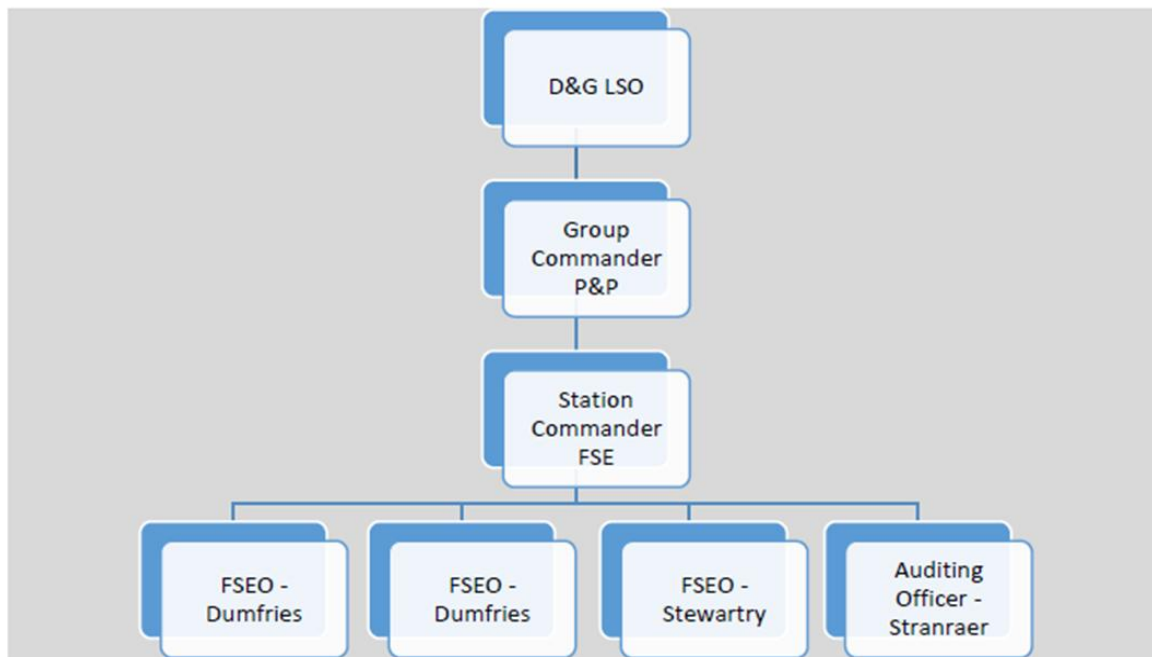 D&G LSO
Group
Commander
P&P
Station
Commander
FSE
FSEO -
Dumfries
FSEO -
Dumfries
FSEO -
Stewartry
Auditing
Officer -
Stranraer